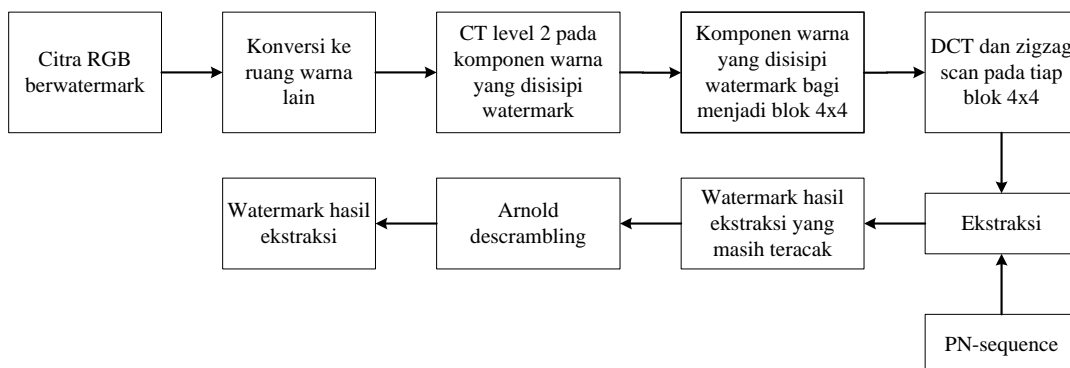 Citra RGB
berwatermark
Konversi ke
ruang warna
lain
CT level 2 pada
komponen warna
yang disisipi
watermark
Komponen warna
yang disisipi
watermark bagi
menjadi blok 4x4
DCT dan zigzag
scan pada tiap
blok 4x4
Ekstraksi
PN-sequence
Watermark hasil
ekstraksi yang
masih teracak
Arnold
descrambling
Watermark hasil
ekstraksi